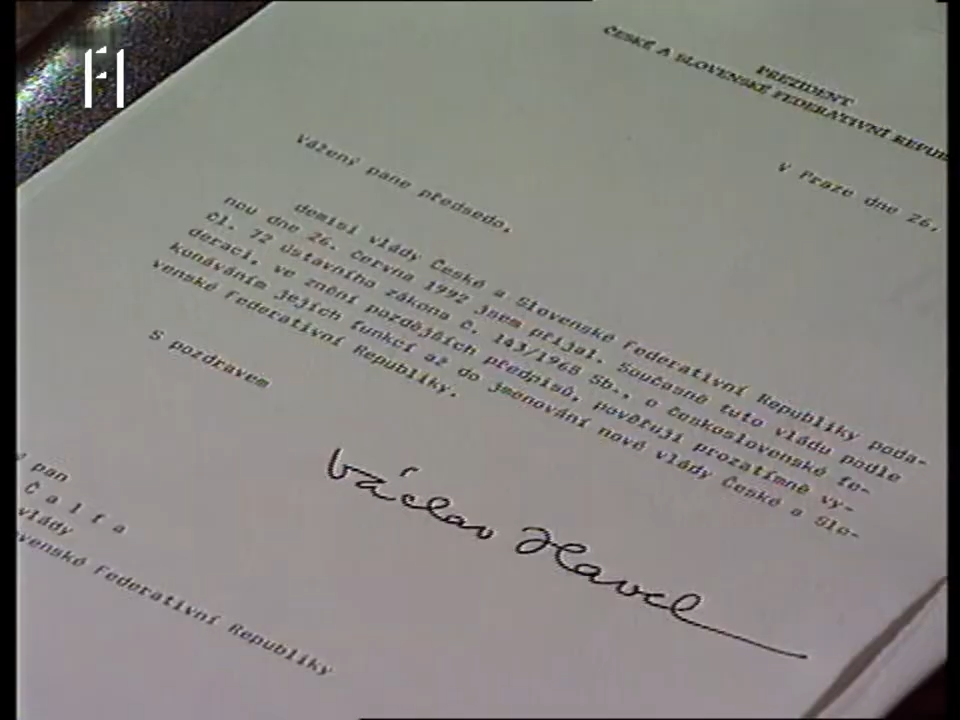 PREZIDENT
ČESKÉ A SLOVENSKÉ FEDERATIVNÍ REPUB
V Praze dne 26.
Vážený pane předsedo,
demisi vlády České a Slovenské Federativní Republiky poda-
nou dne 26. června 1992 jsem přijal. Současně tuto vládu podle
čl. 72 ústavního zákona č. 143/1968 Sb., o československé fe-
deraci, ve znění pozdějších předpisů, pověřuji prozatímně vy-
konáváním jejích funkcí až do jmenování nové vlády České a Slo-
venské Federativní Republiky.
S pozdravem
Václav Havel
pan
Č a l f a
vlády
ovenské Federativní Republiky